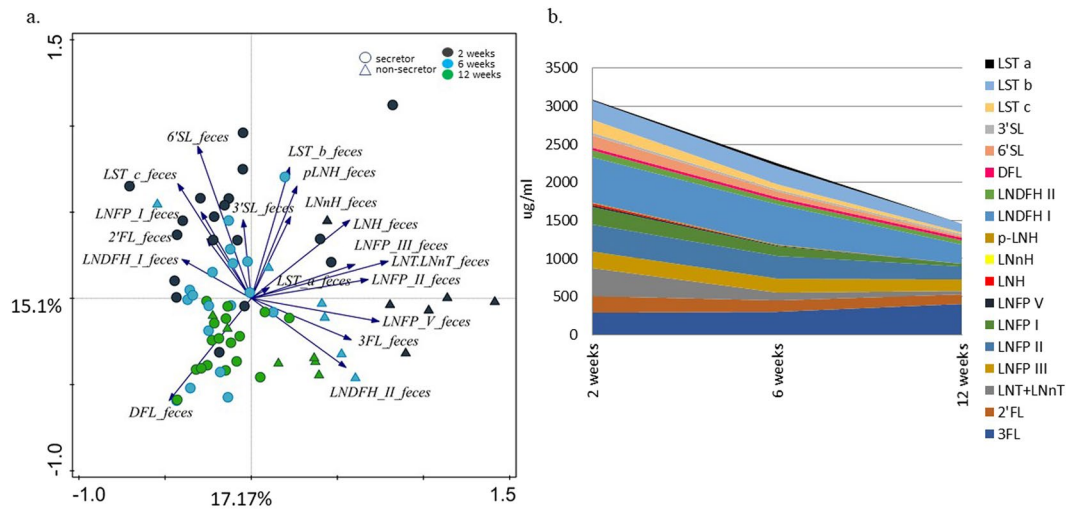 a.
b.
1.5
secretor
non-secretor
2 weeks
6 weeks
12 weeks
6'SL_feces
LST_b_feces
pLNH_feces
LST_c_feces
LNnH_feces
LNFP_I_feces
3'SL_feces
LNH_feces
2'FL_feces
LNFP_III_feces
LNDFH_I_feces
LNT.LNnT_feces
LST_a_feces
LNFP_II_feces
15.1%
LNFP_V_feces
3FL_feces
LNDFH_II_feces
DFL_feces
-1.0
-1.0
17.17%
1.5
3500
3000
2500
2000
1500
1000
500
0
ug/ml
2 weeks
6 weeks
12 weeks
LST a
LST b
LST c
3'SL
6'SL
DFL
LNDFH II
LNDFH I
p-LNH
LNnH
LNH
LNFP V
LNFP I
LNFP II
LNFP III
LNT+LNnT
2'FL
3FL